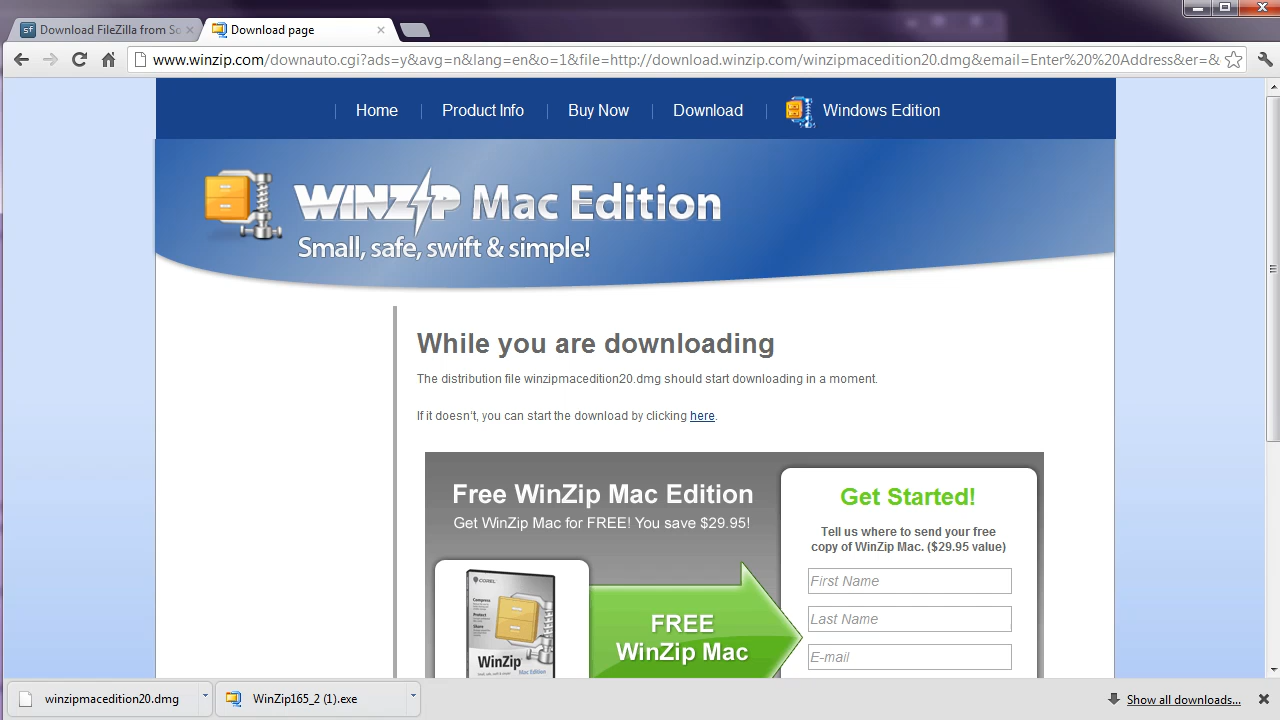 Download FileZilla from So
Download page
www.winzip.com/downauto.cgi?ads=y&avg=n&lang=en&o=1&file=http://download.winzip.com/winzipmacedition20.dmg&email=Enter%20%20Address&er=&
Home
Product Info
Buy Now
Download
Windows Edition
WINZIP Mac Edition
Small, safe, swift & simple!
While you are downloading
The distribution file winzipmacedition20.dmg should start downloading in a moment.
If it doesn't, you can start the download by clicking here.
Free WinZip Mac Edition
Get WinZip Mac for FREE! You save $29.95!
COREL
Compress
Protect
Share
WinZip
Mac Edition
FREE
WinZip Mac
Get Started!
Tell us where to send your free
copy of WinZip Mac. ($29.95 value)
First Name
Last Name
E-mail
winzipmacedition20.dmg
WinZip165_2 (1).exe
Show all downloads...